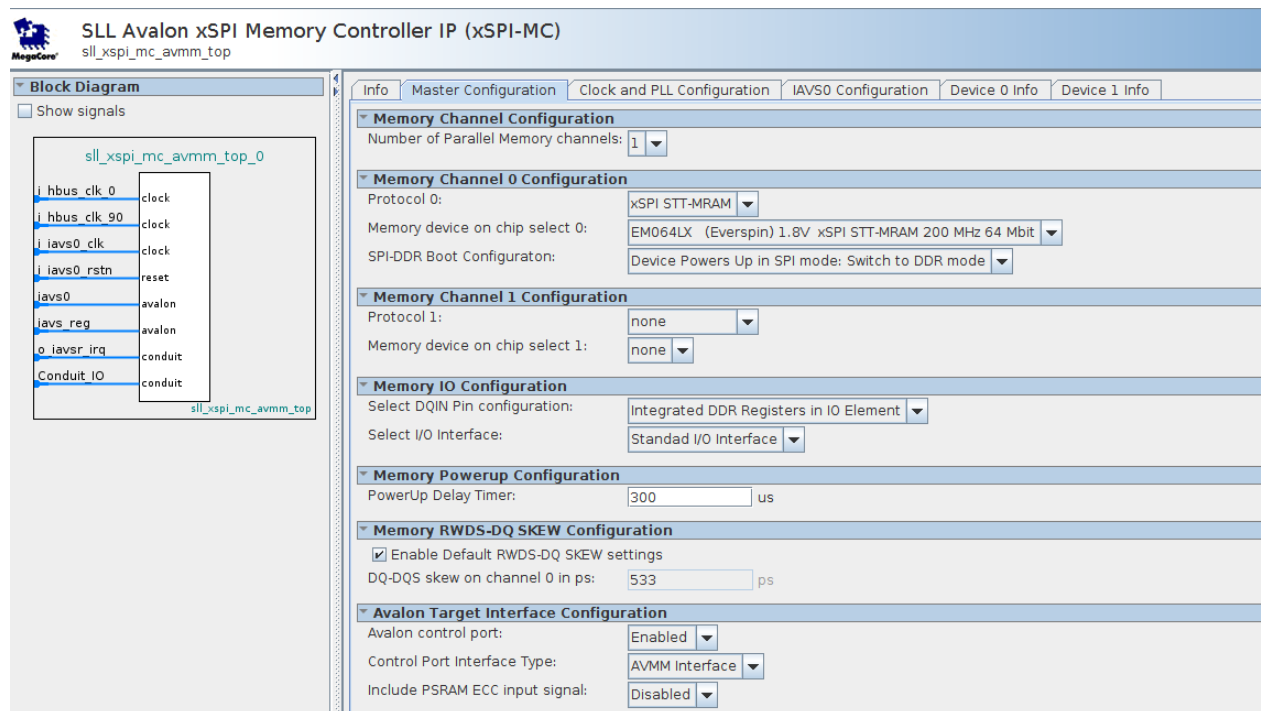 SLL Avalon xSPI Memory Controller IP (xSPI-MC)
MegaCore'
sll_xspi_mc_avmm_top
Block Diagram
Show signals
sll_xspi_mc_avmm_top_0
i_hbus_clk_0
clock
i_hbus_clk_90
clock
i_iavs0_clk
clock
i_iavs0_rstn
reset
iavs0
avalon
iavs_reg
avalon
o_iavsr_irq
conduit
Conduit_IO
conduit
sll_xspi_mc_avmm_top
Info Master Configuration Clock and PLL Configuration IAVS0 Configuration Device 0 Info Device 1 Info
Memory Channel Configuration
Number of Parallel Memory channels: 1
Memory Channel 0 Configuration
Protocol 0: xSPI STT-MRAM
Memory device on chip select 0: EM064LX (Everspin) 1.8V xSPI STT-MRAM 200 MHz 64 Mbit
SPI-DDR Boot Configuraton: Device Powers Up in SPI mode: Switch to DDR mode
Memory Channel 1 Configuration
Protocol 1: none
Memory device on chip select 1: none
Memory IO Configuration
Select DQIN Pin configuration: Integrated DDR Registers in IO Element
Select I/O Interface: Standad I/O Interface
Memory Powerup Configuration
PowerUp Delay Timer: 300 us
Memory RWDS-DQ SKEW Configuration
Enable Default RWDS-DQ SKEW settings
DQ-DQS skew on channel 0 in ps: 533 ps
Avalon Target Interface Configuration
Avalon control port: Enabled
Control Port Interface Type: AVMM Interface
Include PSRAM ECC input signal: Disabled